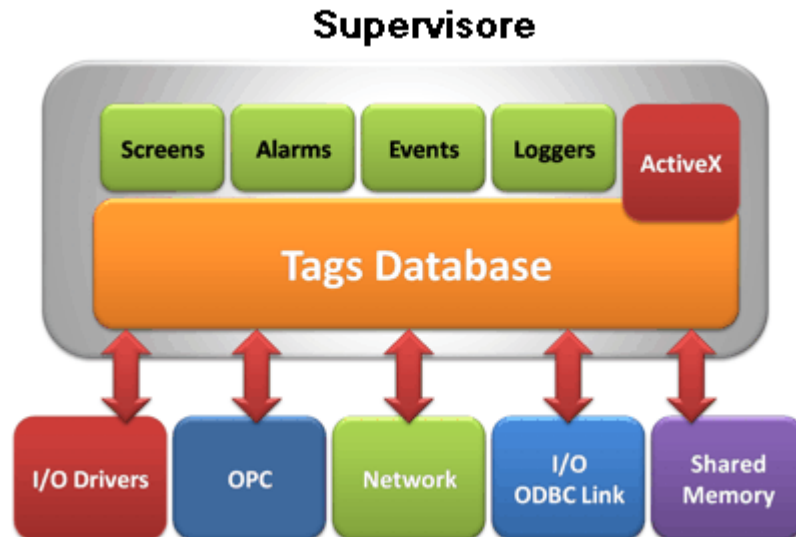 Supervisore
Screens
Alarms
Events
Loggers
ActiveX
Tags Database
I/O Drivers
OPC
Network
I/O
ODBC Link
Shared
Memory